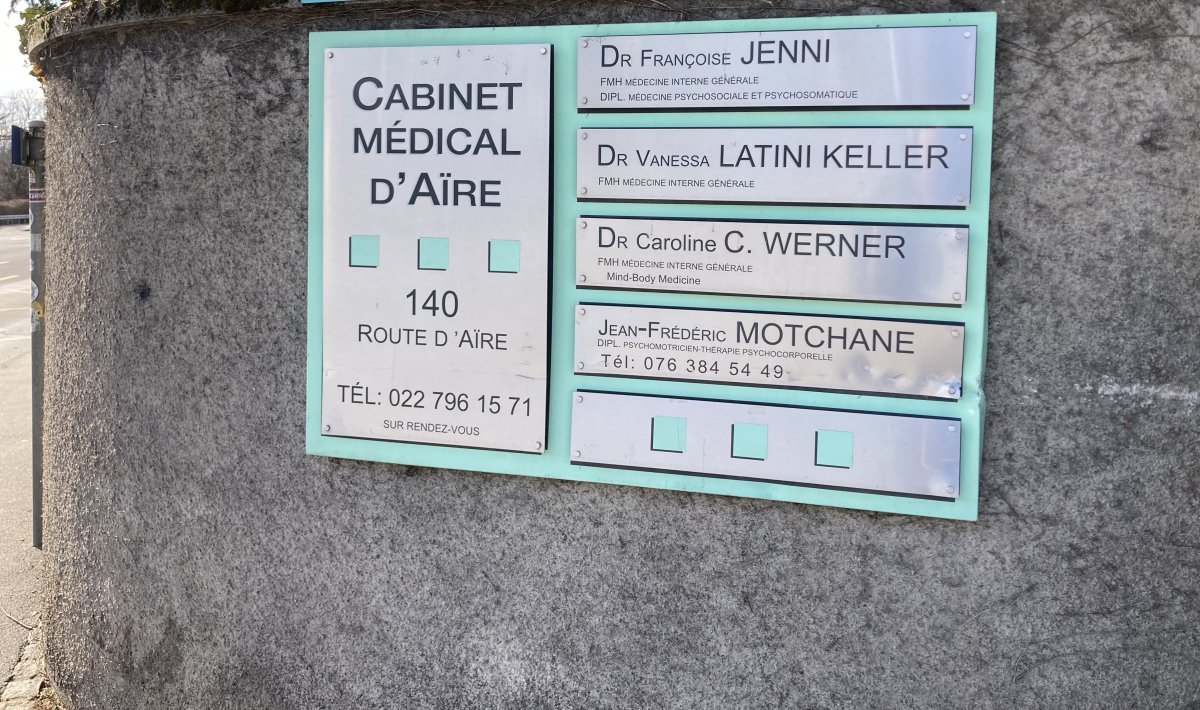 CABINET
MÉDICAL
D'AÏRE
140
ROUTE D 'AÏRE
TÉL: 022 796 15 71
SUR RENDEZ-VOUS
DR FRANÇOISE JENNI
FMH MÉDECINE INTERNE GÉNÉRALE
DIPL. MÉDECINE PSYCHOSOCIALE ET PSYCHOSOMATIQUE
DR VANESSA LATINI KELLER
FMH MÉDECINE INTERNE GÉNÉRALE
DR Caroline C. WERNER
FMH MÉDECINE INTERNE GÉNÉRALE
Mind-Body Medicine
JEAN-FRÉDÉRIC MOTCHANE
DIPL. PSYCHOMOTRICIEN-THÉRAPIE PSYCHOCORPORELLE
Tél: 076 384 54 49